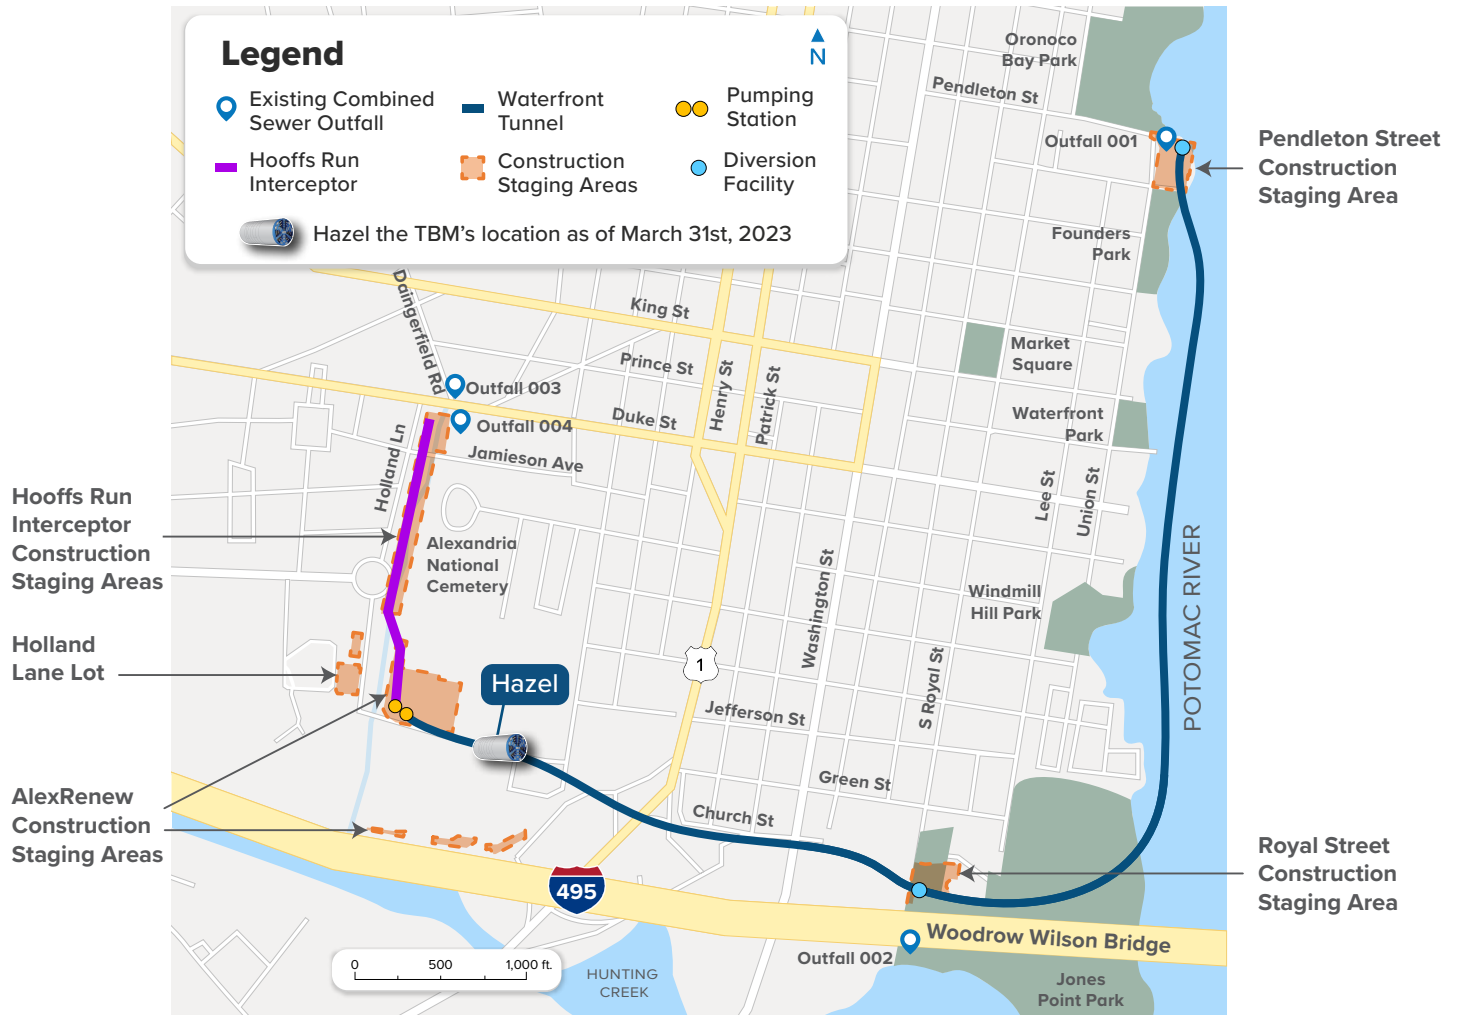 Legend
N
Existing Combined
Sewer Outfall
Waterfront
Tunnel
Pumping
Station
Hooffs Run
Interceptor
Construction
Staging Areas
Diversion
Facility
Hazel the TBM's location as of March 31st, 2023
Oronoco
Bay Park
Pendleton St
Outfall 001
Pendleton Street
Construction
Staging Area
Founders
Park
Daingerfield Rd
King St
Prince St
Market
Square
Henry St
Patrick St
Outfall 003
Outfall 004
Duke St
Waterfront
Park
Holland Ln
Jamieson Ave
Lee St
Union St
Hooffs Run
Interceptor
Construction
Staging Areas
Alexandria
National
Cemetery
Washington St
Windmill
Hill Park
POTOMAC RIVER
Holland
Lane Lot
1
S Royal St
Hazel
Jefferson St
Green St
Church St
AlexRenew
Construction
Staging Areas
Royal Street
Construction
Staging Area
495
Woodrow Wilson Bridge
Outfall 002
0 500 1,000 ft.
HUNTING
CREEK
Jones
Point Park